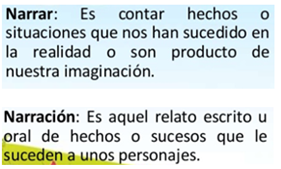 Narrar: Es contar hechos o
situaciones que nos han sucedido en
la realidad o son producto de
nuestra imaginación.
Narración: Es aquel relato escrito u
oral de hechos o sucesos que le
suceden a unos personajes.